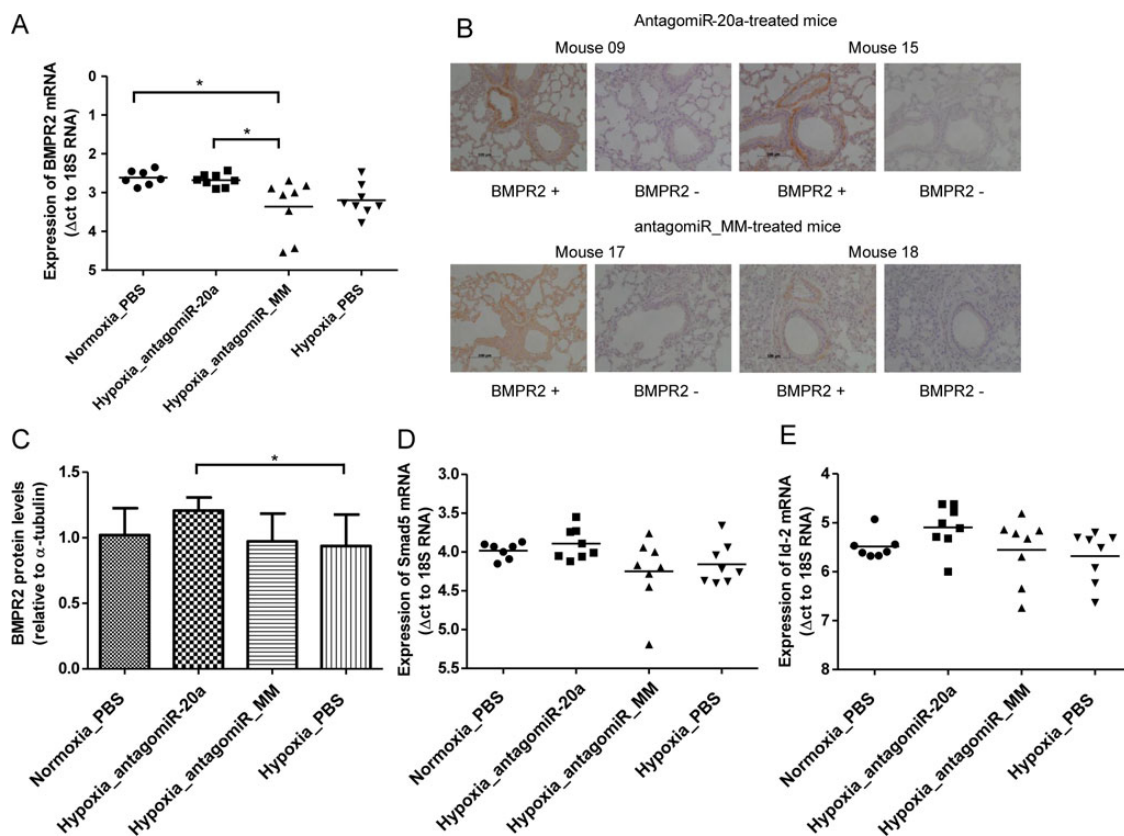 A
Expression of BMPR2 mRNA
(Δct to 18S RNA)
0
1
2
3
4
5
*
*
Normoxia_PBS
Hypoxia_antagomiR-20a
Hypoxia_antagomiR_MM
Hypoxia_PBS
B
AntagomiR-20a-treated mice
Mouse 09
Mouse 15
BMPR2 +
BMPR2 -
BMPR2 +
BMPR2 -
antagomiR_MM-treated mice
Mouse 17
Mouse 18
BMPR2 +
BMPR2 -
BMPR2 +
BMPR2 -
C
BMPR2 protein levels
(relative to α-tubulin)
1.5
1.0
0.5
0.0
*
Normoxia_PBS
Hypoxia_antagomiR-20a
Hypoxia_antagomiR_MM
Hypoxia_PBS
D
Expression of Smad5 mRNA
(Δct to 18S RNA)
3.0
3.5
4.0
4.5
5.0
5.5
Normoxia_PBS
Hypoxia_antagomiR-20a
Hypoxia_antagomiR_MM
Hypoxia_PBS
E
Expression of Id-2 mRNA
(Δct to 18S RNA)
4
5
6
7
8
Normoxia_PBS
Hypoxia_antagomiR-20a
Hypoxia_antagomiR_MM
Hypoxia_PBS